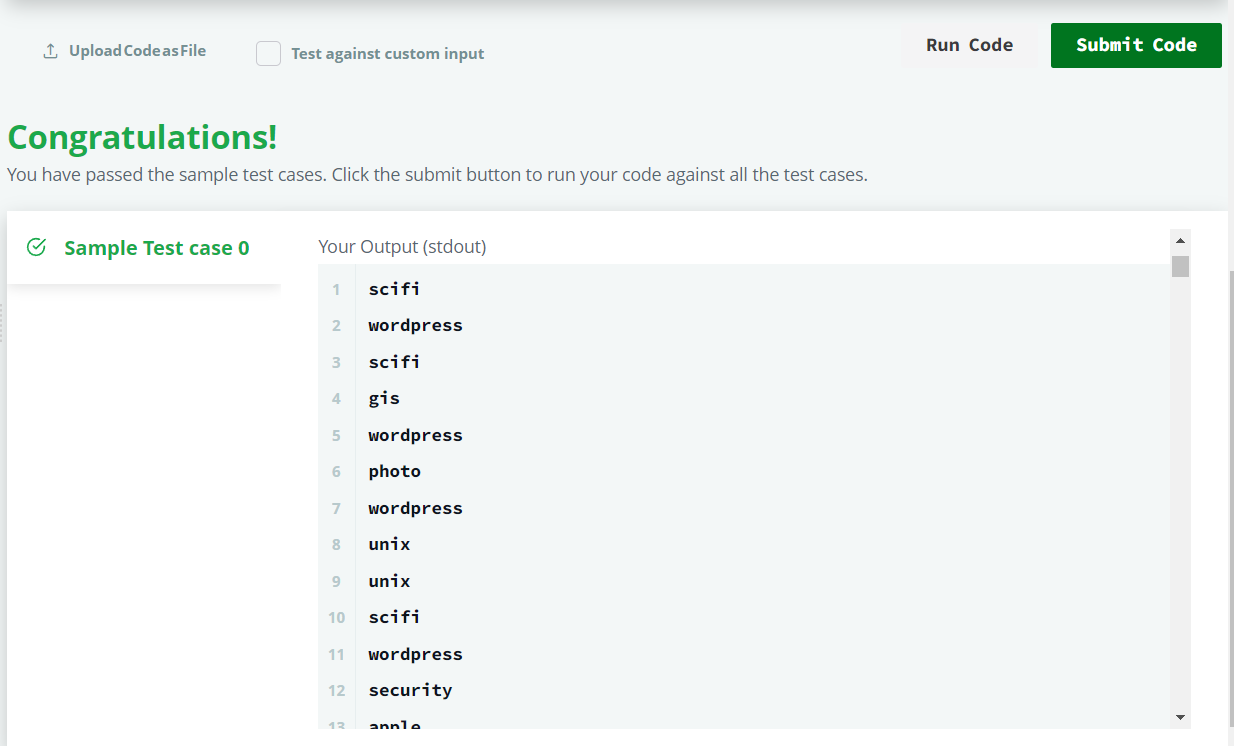 Upload Code as File
Test against custom input
Run Code
Submit Code
Congratulations!
You have passed the sample test cases. Click the submit button to run your code against all the test cases.
Sample Test case 0
Your Output (stdout)
1 scifi
2 wordpress
3 scifi
4 gis
5 wordpress
6 photo
7 wordpress
8 unix
9 unix
10 scifi
11 wordpress
12 security
13 apple